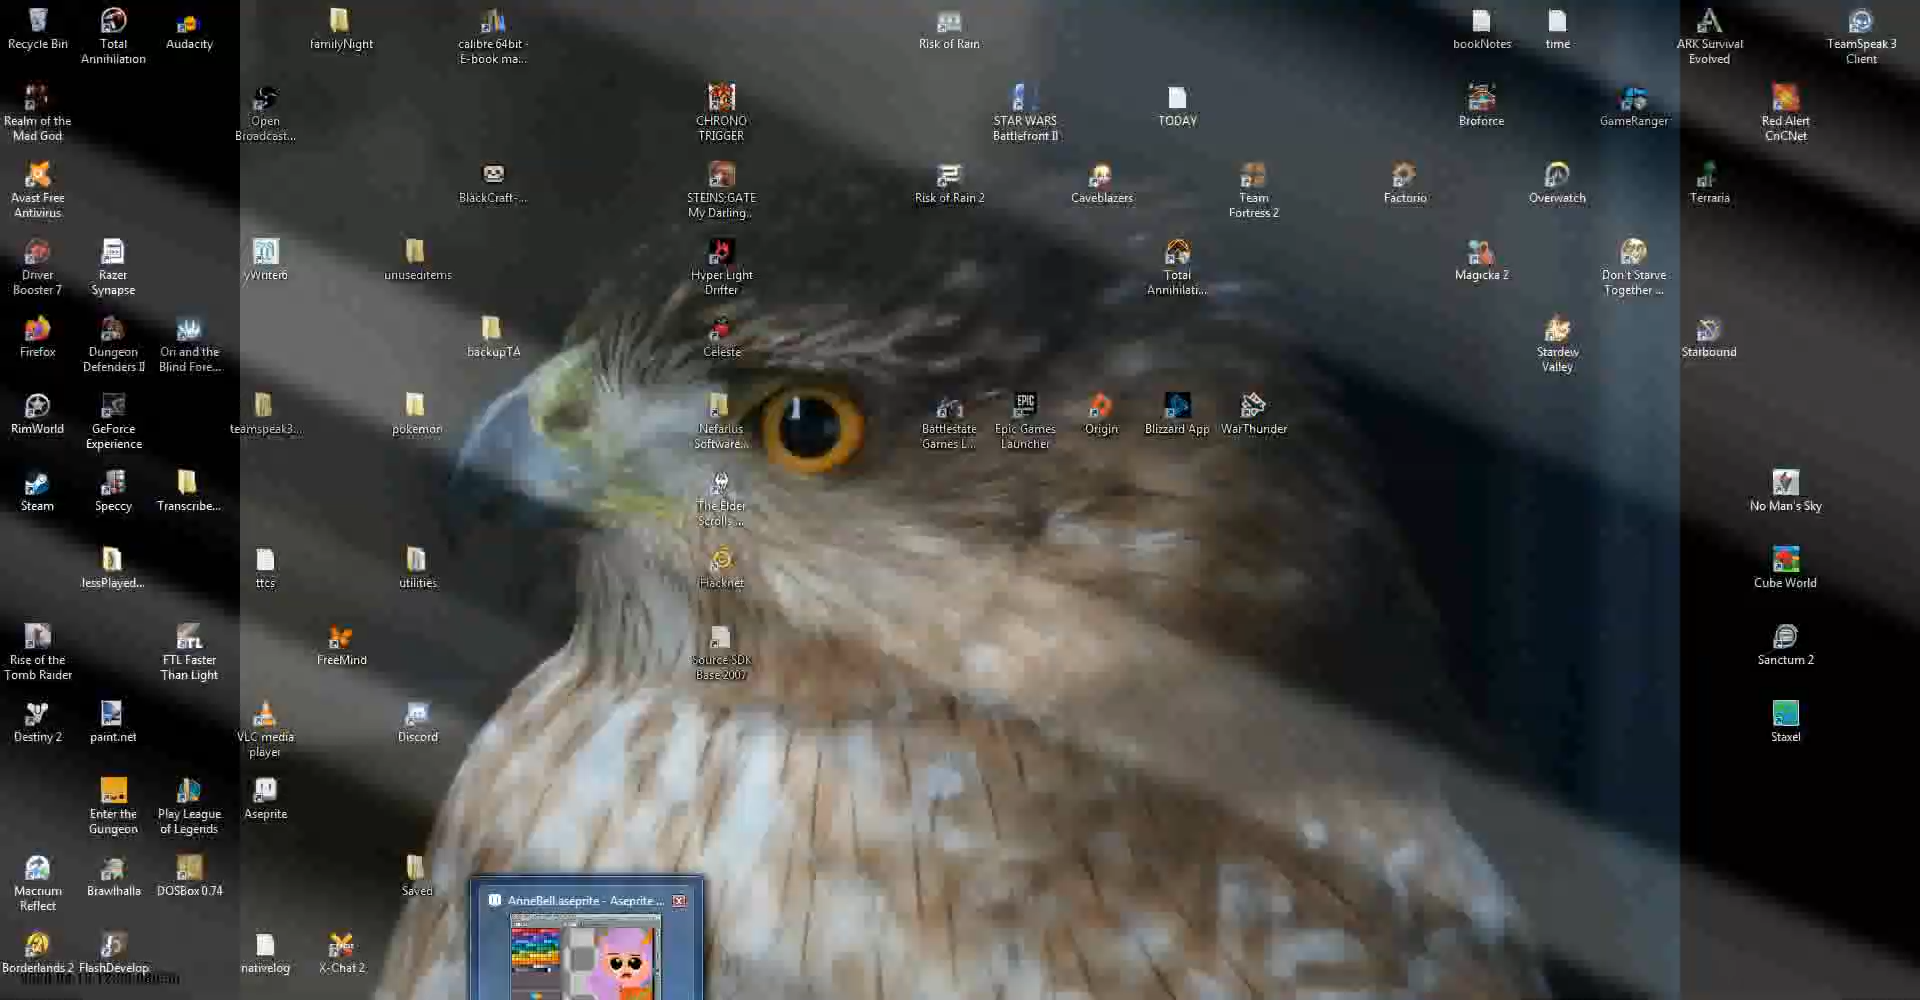 Recycle Bin
Total
Annihilation
Audacity
familyNight
calibre 64bit -
E-book ma...
Risk of Rain
bookNotes
time
ARK Survival
Evolved
TeamSpeak 3
Client
Realm of the
Mad God
Open
Broadcast...
CHRONO
TRIGGER
STAR WARS
Battlefront II
TODAY
Broforce
GameRanger
Red Alert
CnCNet
Avast Free
Antivirus
BlackCraft-...
STEINS;GATE
My Darling...
Risk of Rain 2
Caveblazers
Team
Fortress 2
Factorio
Overwatch
Terraria
Driver
Booster 7
Razer
Synapse
yWriter6
unuseditems
Hyper Light
Drifter
Total
Annihilati...
Magicka 2
Don't Starve
Together ...
Firefox
Dungeon
Defenders II
Ori and the
Blind Fore...
backupTA
Celeste
Stardew
Valley
Starbound
RimWorld
GeForce
Experience
teamspeak3...
pokemon
Nefarius
Software...
Battlestate
Games L...
EPIC
Epic Games
Launcher
Origin
Blizzard App
WarThunder
Steam
Speccy
Transcribe...
The Elder
Scrolls ...
No Man's Sky
lessPlayed...
ttcs
utilities
Hacknet
Cube World
Rise of the
Tomb Raider
FTL
FTL Faster
Than Light
FreeMind
Source SDK
Base 2007
Sanctum 2
Destiny 2
paint.net
VLC media
player
Discord
Staxel
Enter the
Gungeon
Play League
of Legends
Aseprite
Macrium
Reflect
Brawlhalla
DOSBox 0.74
Saved
AnneBell.aseprite - Aseprite ...
Borderlands 2
FlashDevelop
nativelog
X-Chat 2